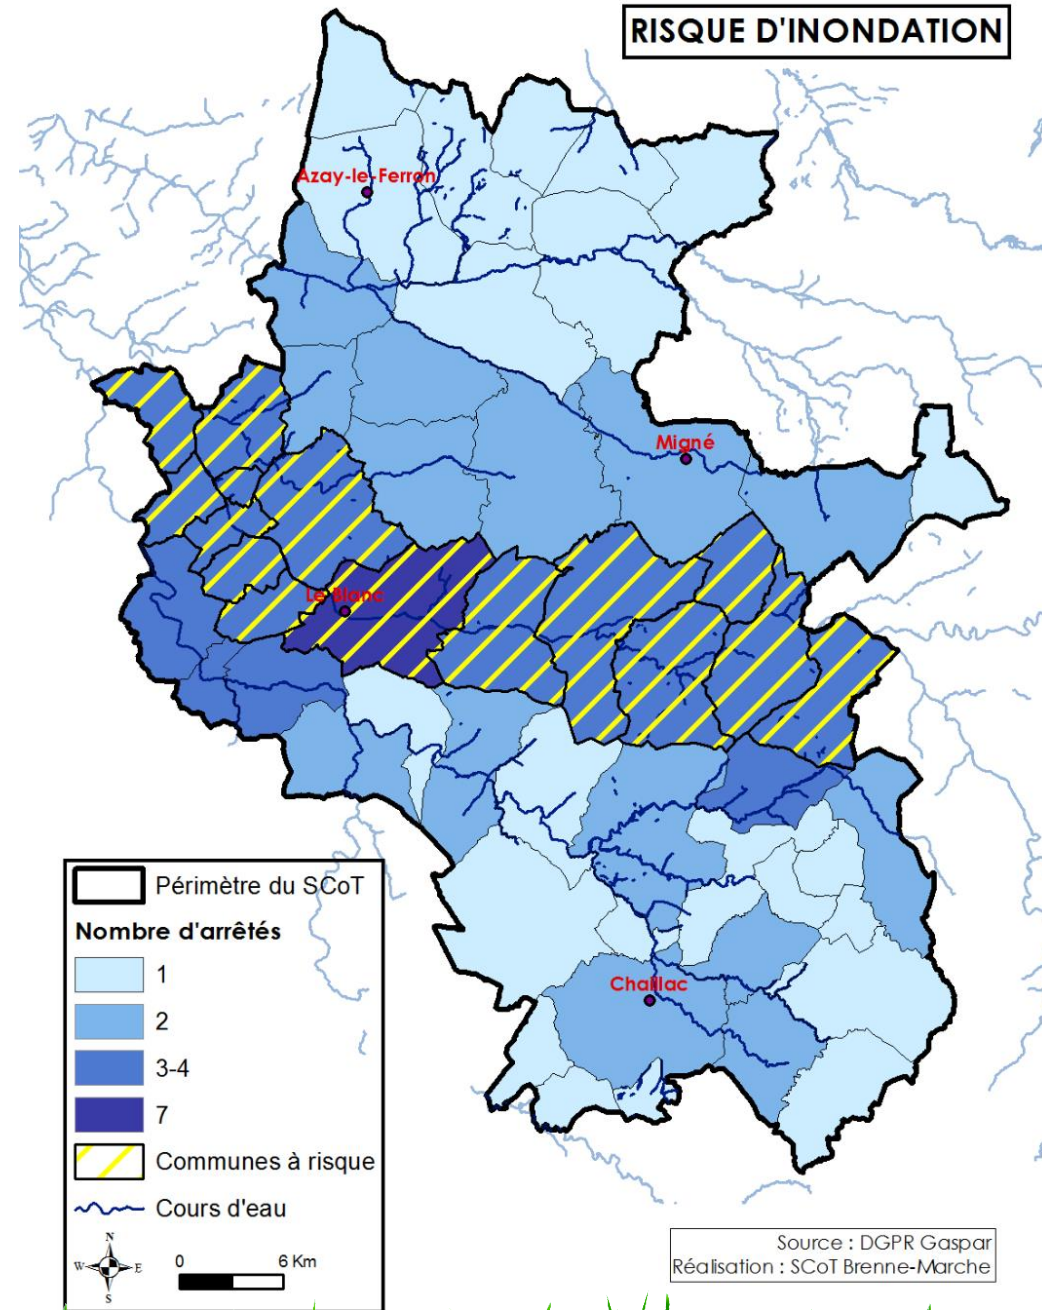 RISQUE D'INONDATION
Azay-le-Ferron
Migné
Le Blanc
Chaillac
Périmètre du SCoT
Nombre d'arrêtés
1
2
3-4
7
Communes à risque
Cours d'eau
N
W
E
S
0
6 Km
Source : DGPR Gaspar
Réalisation : SCoT Brenne-Marche